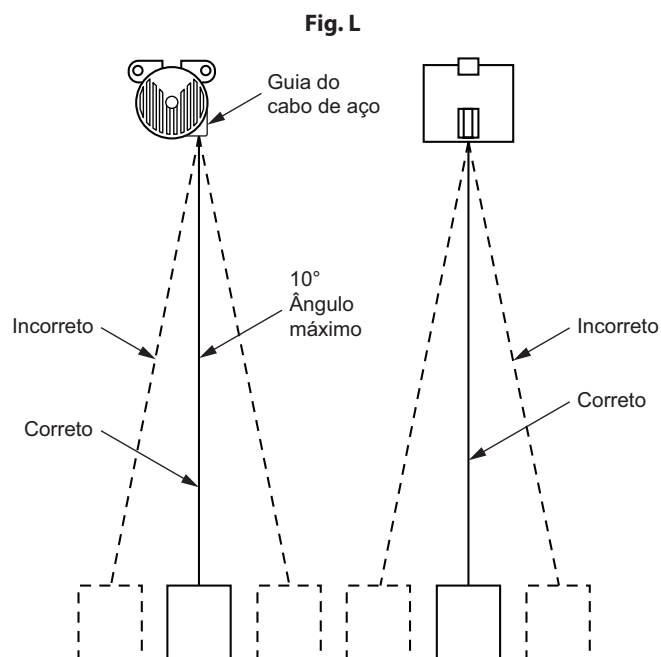 Fig. L
Guia do
cabo de aço
10°
Ângulo
máximo
Incorreto
Correto
Incorreto
Correto